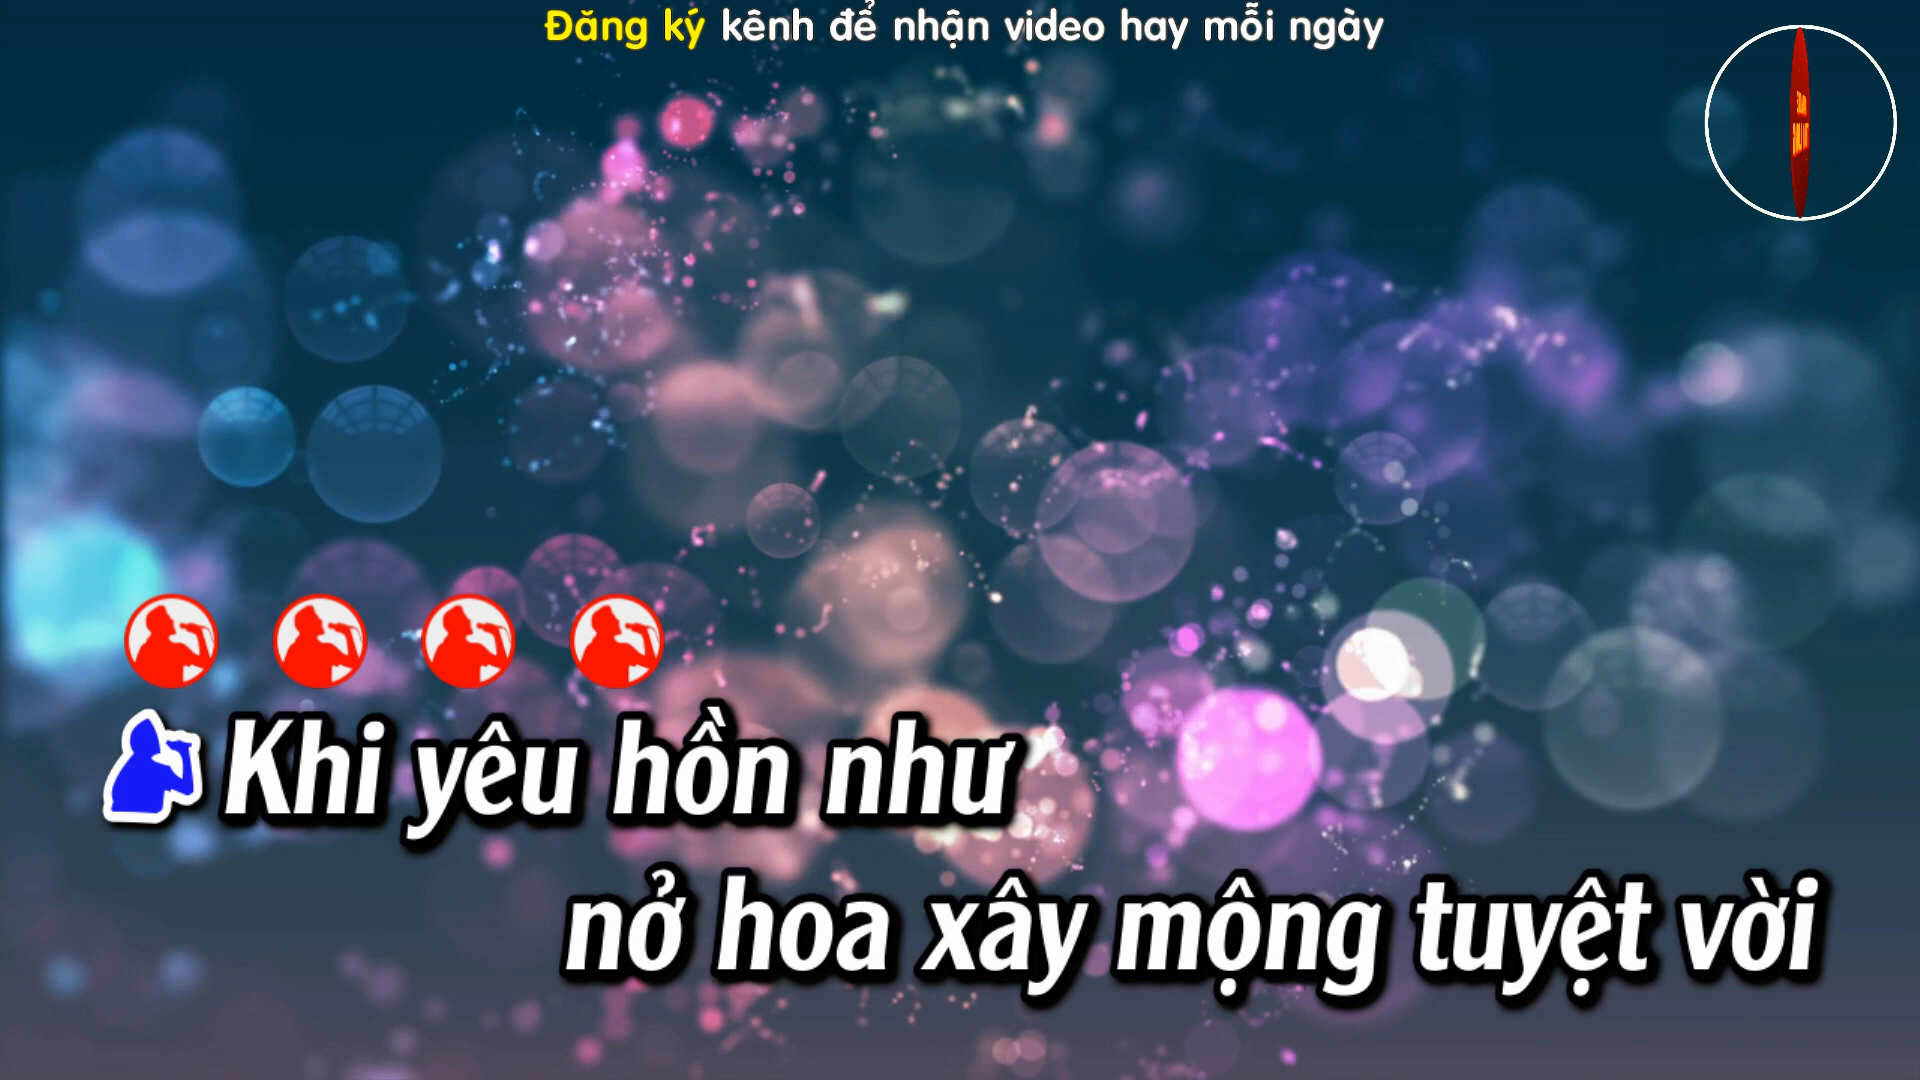 Đăng ký kênh để nhận video hay mỗi ngày
Khi yêu hồn như
nở hoa xây mộng tuyệt vời